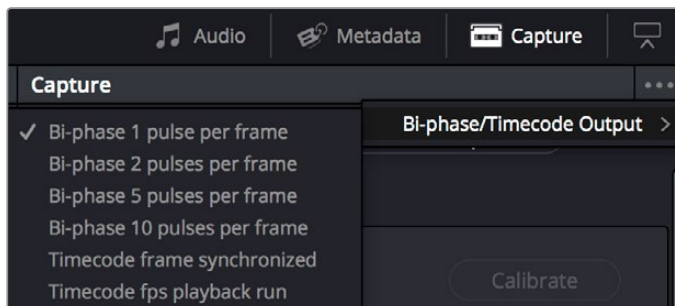 Audio Metadata Capture
Capture
Bi-phase/Timecode Output
✓ Bi-phase 1 pulse per frame
Bi-phase 2 pulses per frame
Bi-phase 5 pulses per frame
Bi-phase 10 pulses per frame
Timecode frame synchronized
Timecode fps playback run
Calibrate